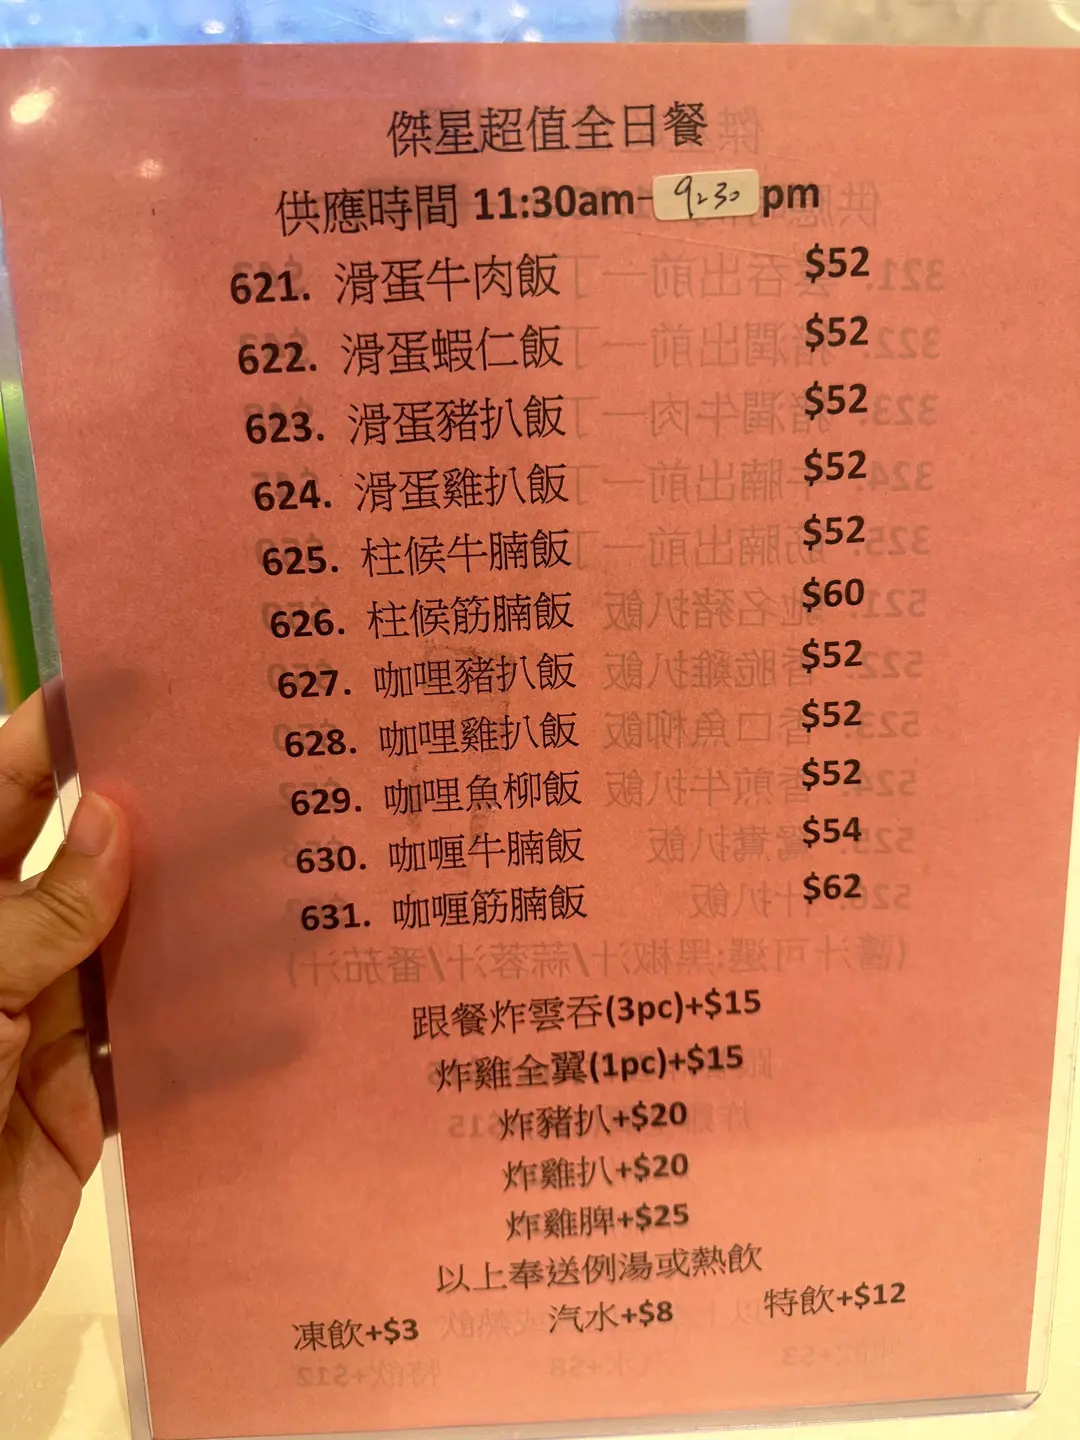 傑星超值全日餐
供應時間 11:30am-9:30pm
621. 滑蛋牛肉飯 $52
622. 滑蛋蝦仁飯 $52
623. 滑蛋豬扒飯 $52
624. 滑蛋雞扒飯 $52
625. 柱候牛腩飯 $52
626. 柱候筋腩飯 $60
627. 咖哩豬扒飯 $52
628. 咖哩雞扒飯 $52
629. 咖哩魚柳飯 $52
630. 咖喱牛腩飯 $54
631. 咖喱筋腩飯 $62
跟餐炸雲吞(3pc)+$15
炸雞全翼(1pc)+$15
炸豬扒+$20
炸雞扒+$20
炸雞脾+$25
以上奉送例湯或熱飲
凍飲+$3 汽水+$8 特飲+$12